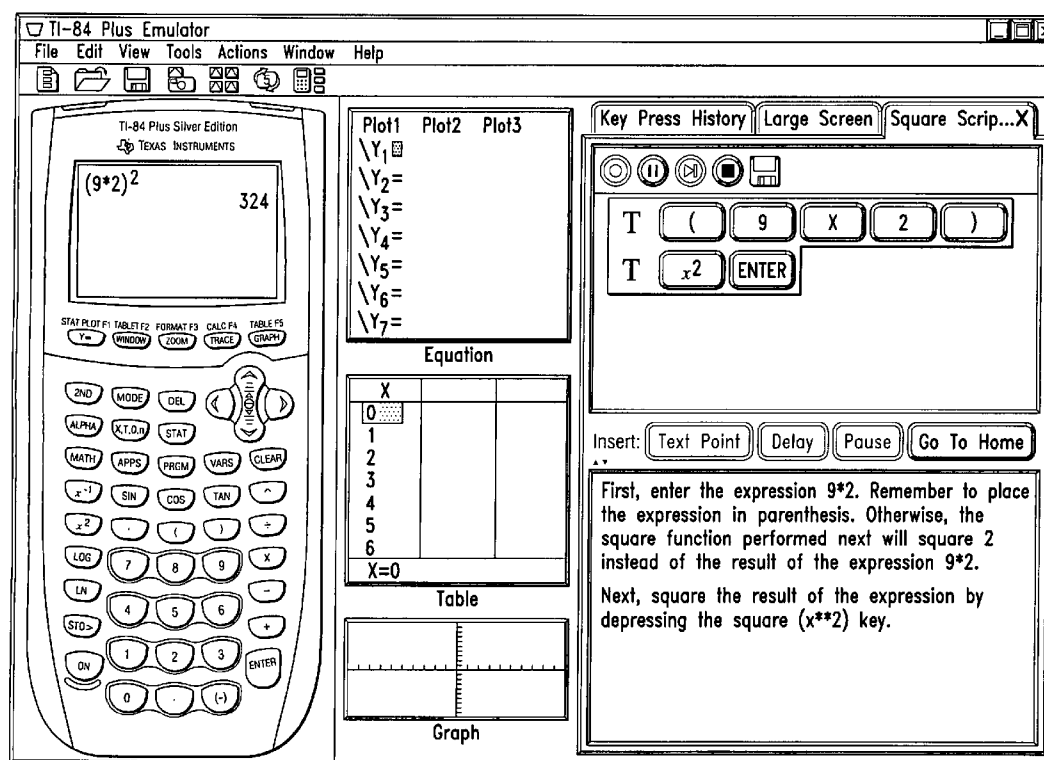 TI-84 Plus Emulator
File Edit View Tools Actions Window Help
TI-84 Plus Silver Edition
TEXAS INSTRUMENTS
(9*2)2
324
STAT PLOT F1 TABLET F2 FORMAT F3 CALC F4 TABLE F5
Y= WINDOW ZOOM TRACE GRAPH
2ND MODE DEL
ALPHA X,T,O,n STAT
MATH APPS PRGM VARS CLEAR
x-1 SIN COS TAN ^
x2 . ( ) ÷
LOG 7 8 9 X
LN 4 5 6 −
STO> 1 2 3 +
ON 0 . (-) ENTER
Plot1 Plot2 Plot3
\Y1
\Y2=
\Y3=
\Y4=
\Y5=
\Y6=
\Y7=
Equation
X
0
1
2
3
4
5
6
X=0
Table
Graph
Key Press History Large Screen Square Scrip...X
T ( 9 X 2 )
T x2 ENTER
Insert: Text Point Delay Pause Go To Home
First, enter the expression 9*2. Remember to place
the expression in parenthesis. Otherwise, the
square function performed next will square 2
instead of the result of the expression 9*2.
Next, square the result of the expression by
depressing the square (x**2) key.